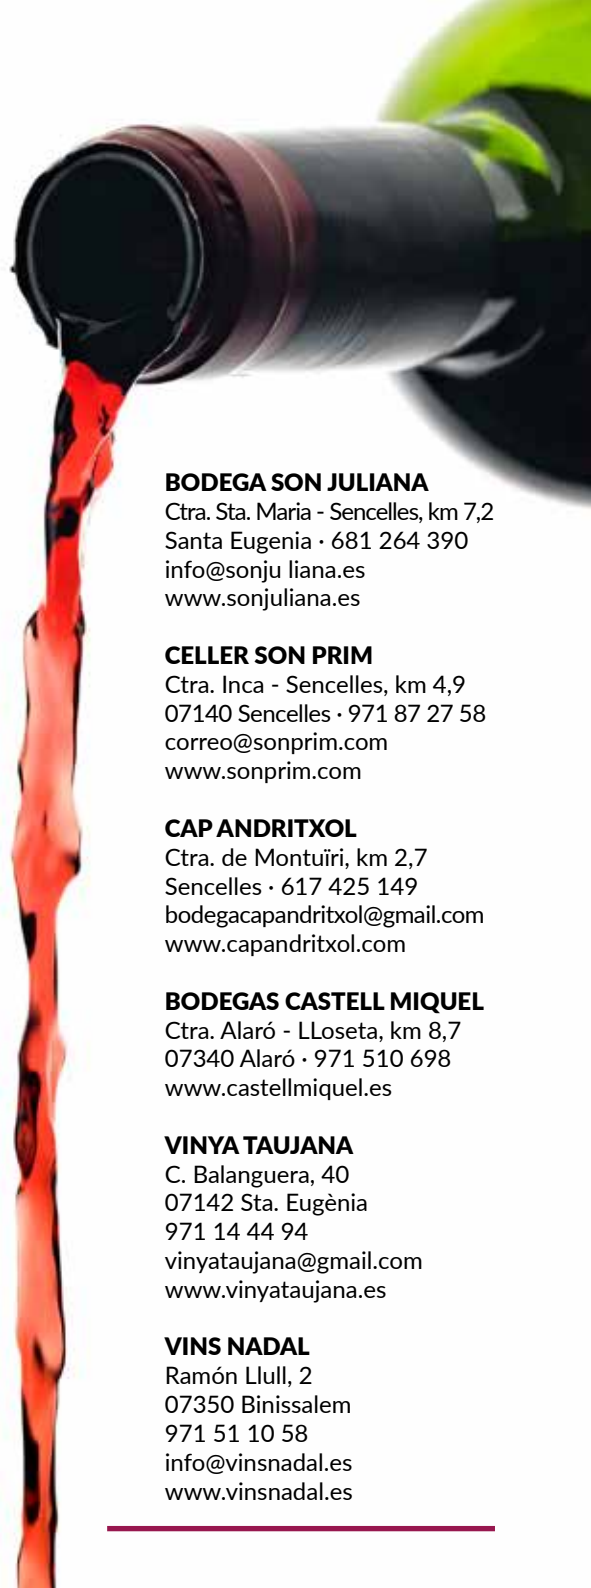 BODEGA SON JULIANA
Ctra. Sta. Maria - Sencelles, km 7,2
Santa Eugenia · 681 264 390
info@sonju liana.es
www.sonjuliana.es
CELLER SON PRIM
Ctra. Inca - Sencelles, km 4,9
07140 Sencelles · 971 87 27 58
correo@sonprim.com
www.sonprim.com
CAP ANDRITXOL
Ctra. de Montuïri, km 2,7
Sencelles · 617 425 149
bodegacapandritxol@gmail.com
www.capandritxol.com
BODEGAS CASTELL MIQUEL
Ctra. Alaró - LLoseta, km 8,7
07340 Alaró · 971 510 698
www.castellmiquel.es
VINYA TAUJANA
C. Balanguera, 40
07142 Sta. Eugènia
971 14 44 94
vinyataujana@gmail.com
www.vinyataujana.es
VINS NADAL
Ramón Llull, 2
07350 Binissalem
971 51 10 58
info@vinsnadal.es
www.vinsnadal.es